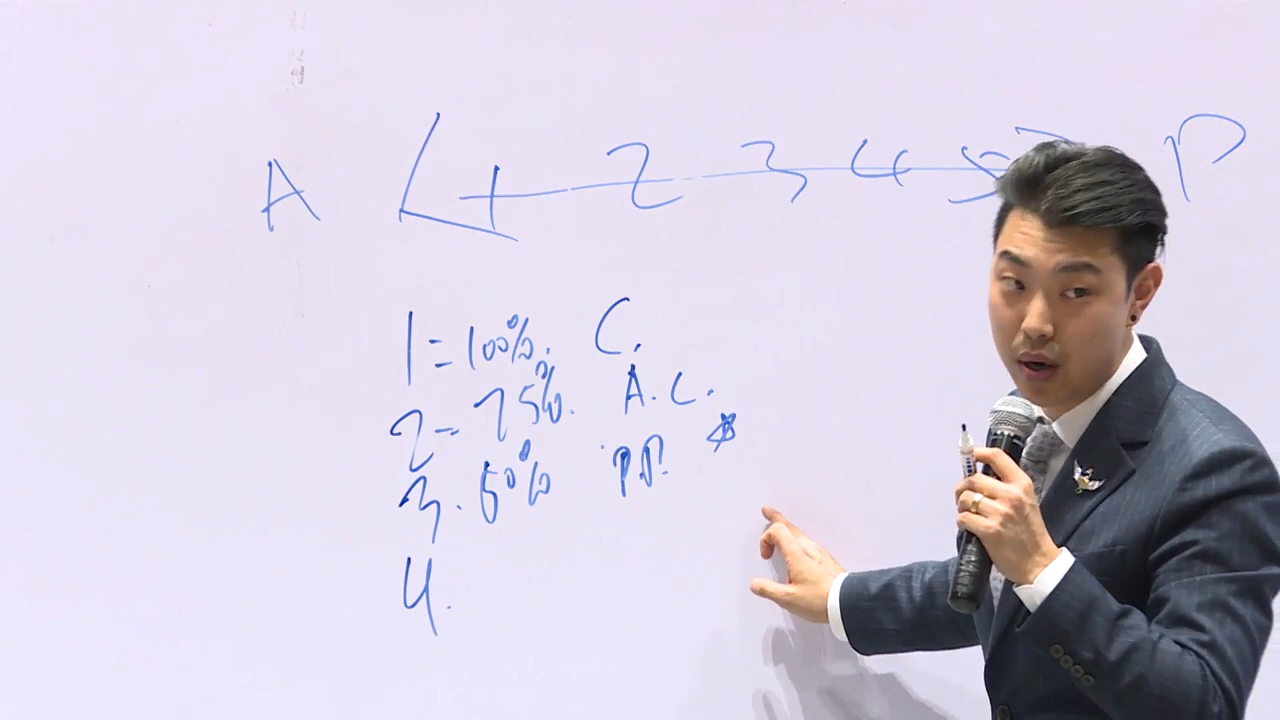 A 1 2 3 4 5 P
1 = 100%. C.
2 - 75%. A.C.
3. 50% P.P.
4.